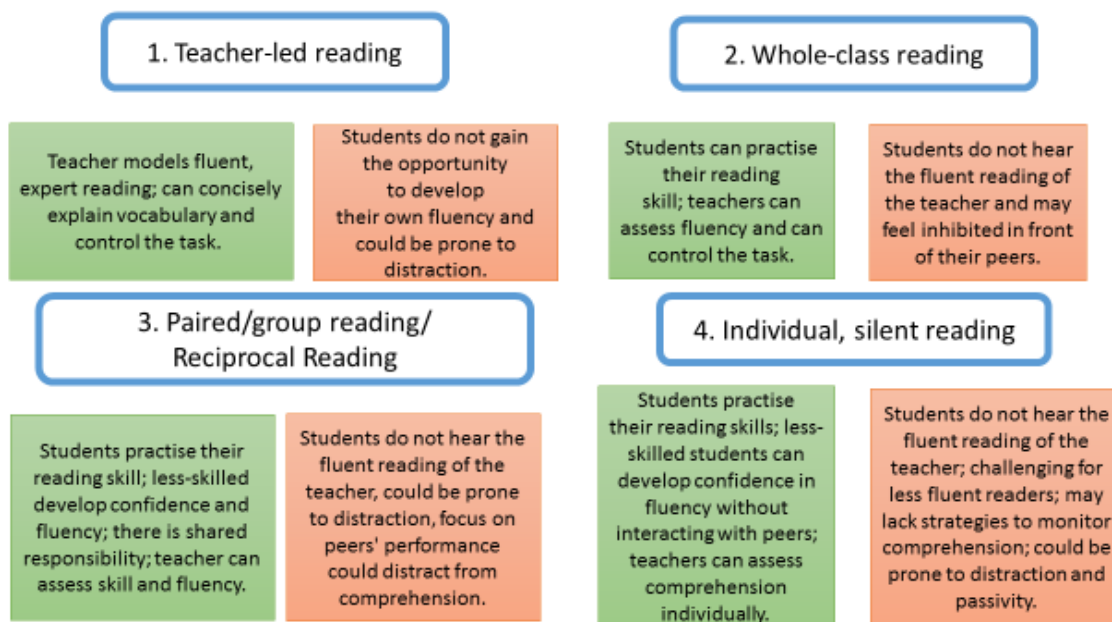 1. Teacher-led reading
Teacher models fluent,
expert reading; can concisely
explain vocabulary and
control the task.
Students do not gain
the opportunity
to develop
their own fluency and
could be prone to
distraction.
2. Whole-class reading
Students can practise
their reading
skill; teachers can
assess fluency and can
control the task.
Students do not hear
the fluent reading of
the teacher and may
feel inhibited in front
of their peers.
3. Paired/group reading/
Reciprocal Reading
Students practise their
reading skill; less-skilled
develop confidence and
fluency; there is shared
responsibility; teacher can
assess skill and fluency.
Students do not hear the
fluent reading of the
teacher, could be prone
to distraction, focus on
peers' performance
could distract from
comprehension.
4. Individual, silent reading
Students practise
their reading skills; less-
skilled students can
develop confidence in
fluency without
interacting with peers;
teachers can assess
comprehension
individually.
Students do not hear the
fluent reading of the
teacher; challenging for
less fluent readers; may
lack strategies to monitor
comprehension; could be
prone to distraction and
passivity.